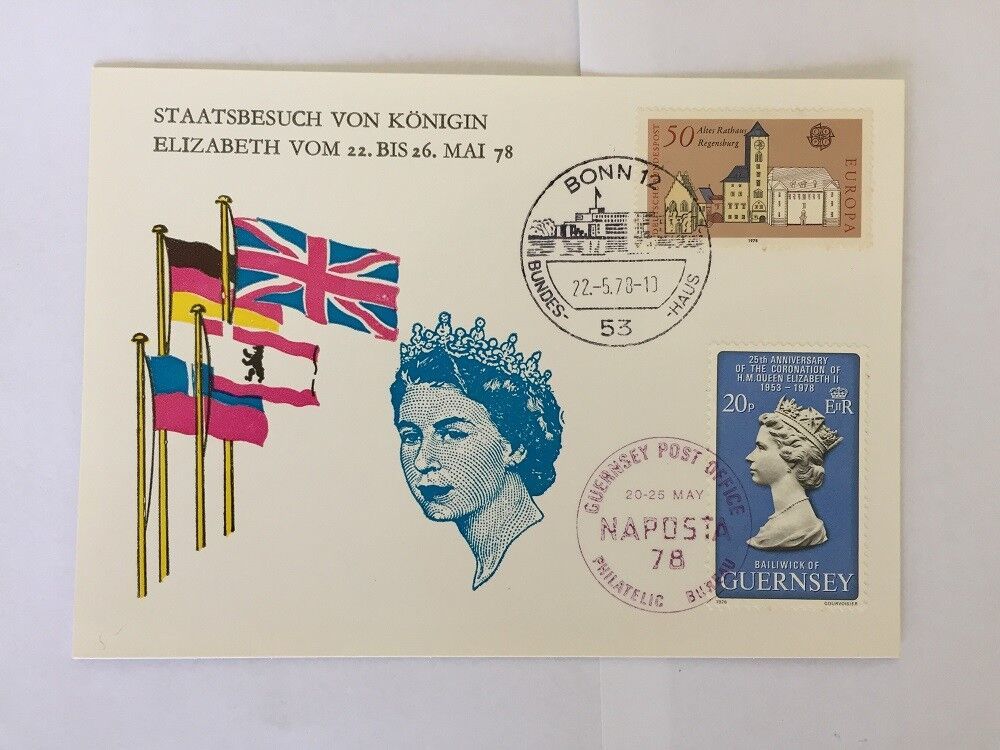 STAATSBESUCH VON KÖNIGIN
ELIZABETH VOM 22. BIS 26. MAI 78
50 Altes Rathaus
Regensburg
DEUTSCHE BUNDESPOST
EUROPA
1978
BONN 12
22.-5.78-10
BUNDES-
-HAUS
53
25th ANNIVERSARY
OF THE CORONATION OF
H.M. QUEEN ELIZABETH II
1953 – 1978
20P
EIIR
BAILIWICK OF
GUERNSEY
1978
COURVOISIER
GUERNSEY POST OFFICE
20-25 MAY
NAPOSTA
78
PHILATELIC BUREAU